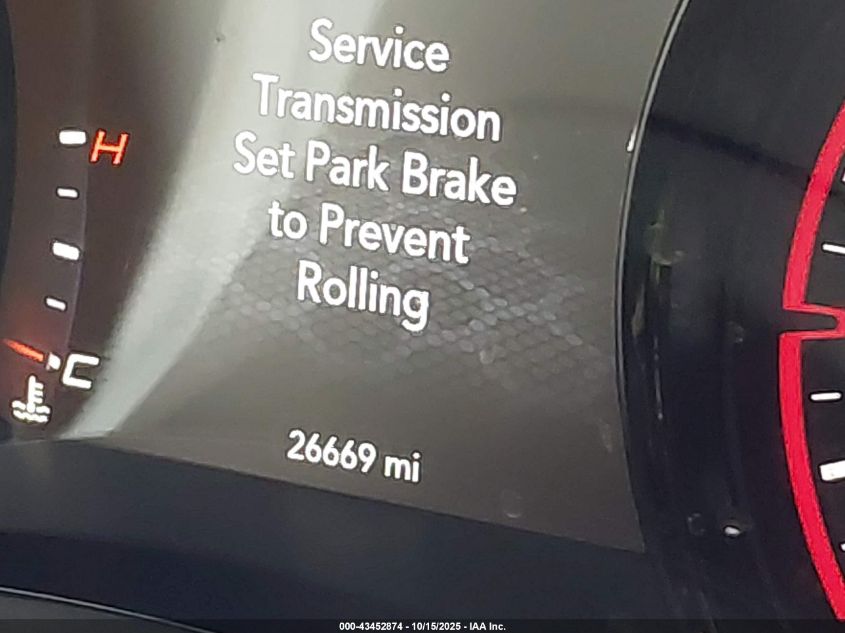 Service
Transmission
Set Park Brake
to Prevent
Rolling
H
C
26669 mi
000-43452874 - 10/15/2025 - IAA Inc.